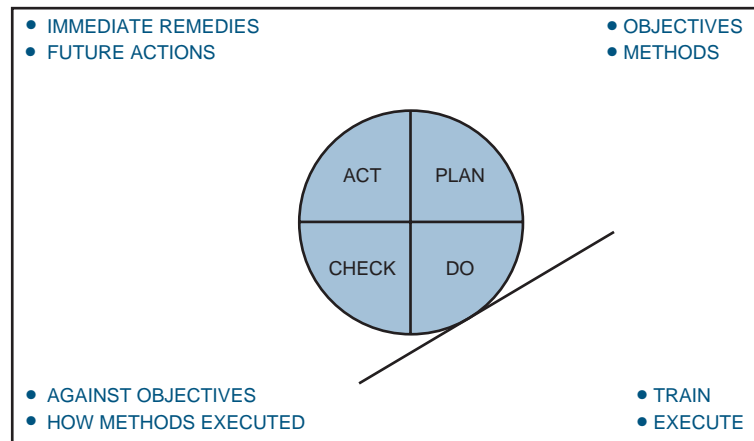 • IMMEDIATE REMEDIES
• FUTURE ACTIONS
• OBJECTIVES
• METHODS
ACT
PLAN
CHECK
DO
• AGAINST OBJECTIVES
• HOW METHODS EXECUTED
• TRAIN
• EXECUTE